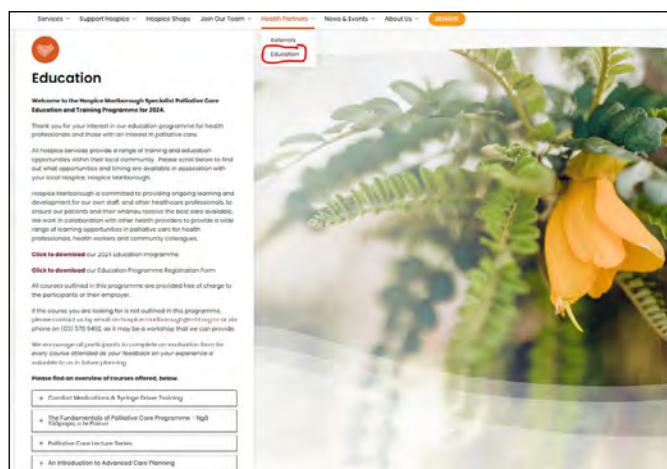 Services Support Hospice Hospice Shops Join Our Team Health Partners News & Events About Us DONATE
Referrals
Education
Education
Welcome to the Hospice Marlborough Specialist Palliative Care
Education and Training Programme for 2024.
Thank you for your interest in our education programme for health
professionals and those with an interest in palliative care.
All hospice services provide a range of training and education
opportunities within their local community. Please scroll below to find
out what opportunities and timing are available in association with
your local Hospice, Hospice Marlborough.
Hospice Marlborough is committed to providing ongoing learning and
development for our own staff, and other healthcare professionals, to
ensure our patients and their whanau receive the best care available.
We work in collaboration with other health providers to provide a wide
range of learning opportunities in palliative care for health
professionals, health workers and community colleagues.
Click to download our 2024 Education Programme
Click to download our Education Programme Registration Form
All courses outlined in this programme are provided free of charge to
the participants or their employer.
If the course you are looking for is not outlined in this programme,
please contact us by email on or via
phone on (03) 578 9492, as it may be a workshop that we can provide.
We encourage all participants to complete an evaluation form for
every course attended as your feedback on your experience is
valuable to us in future planning.
Please find an overview of courses offered, below.
+ Comfort Medications & Syringe Driver Training
+ The Fundamentals of Palliative Care Programme - Ngā
+ Palliative Care Lecture Series
+ An Introduction to Advanced Care Planning